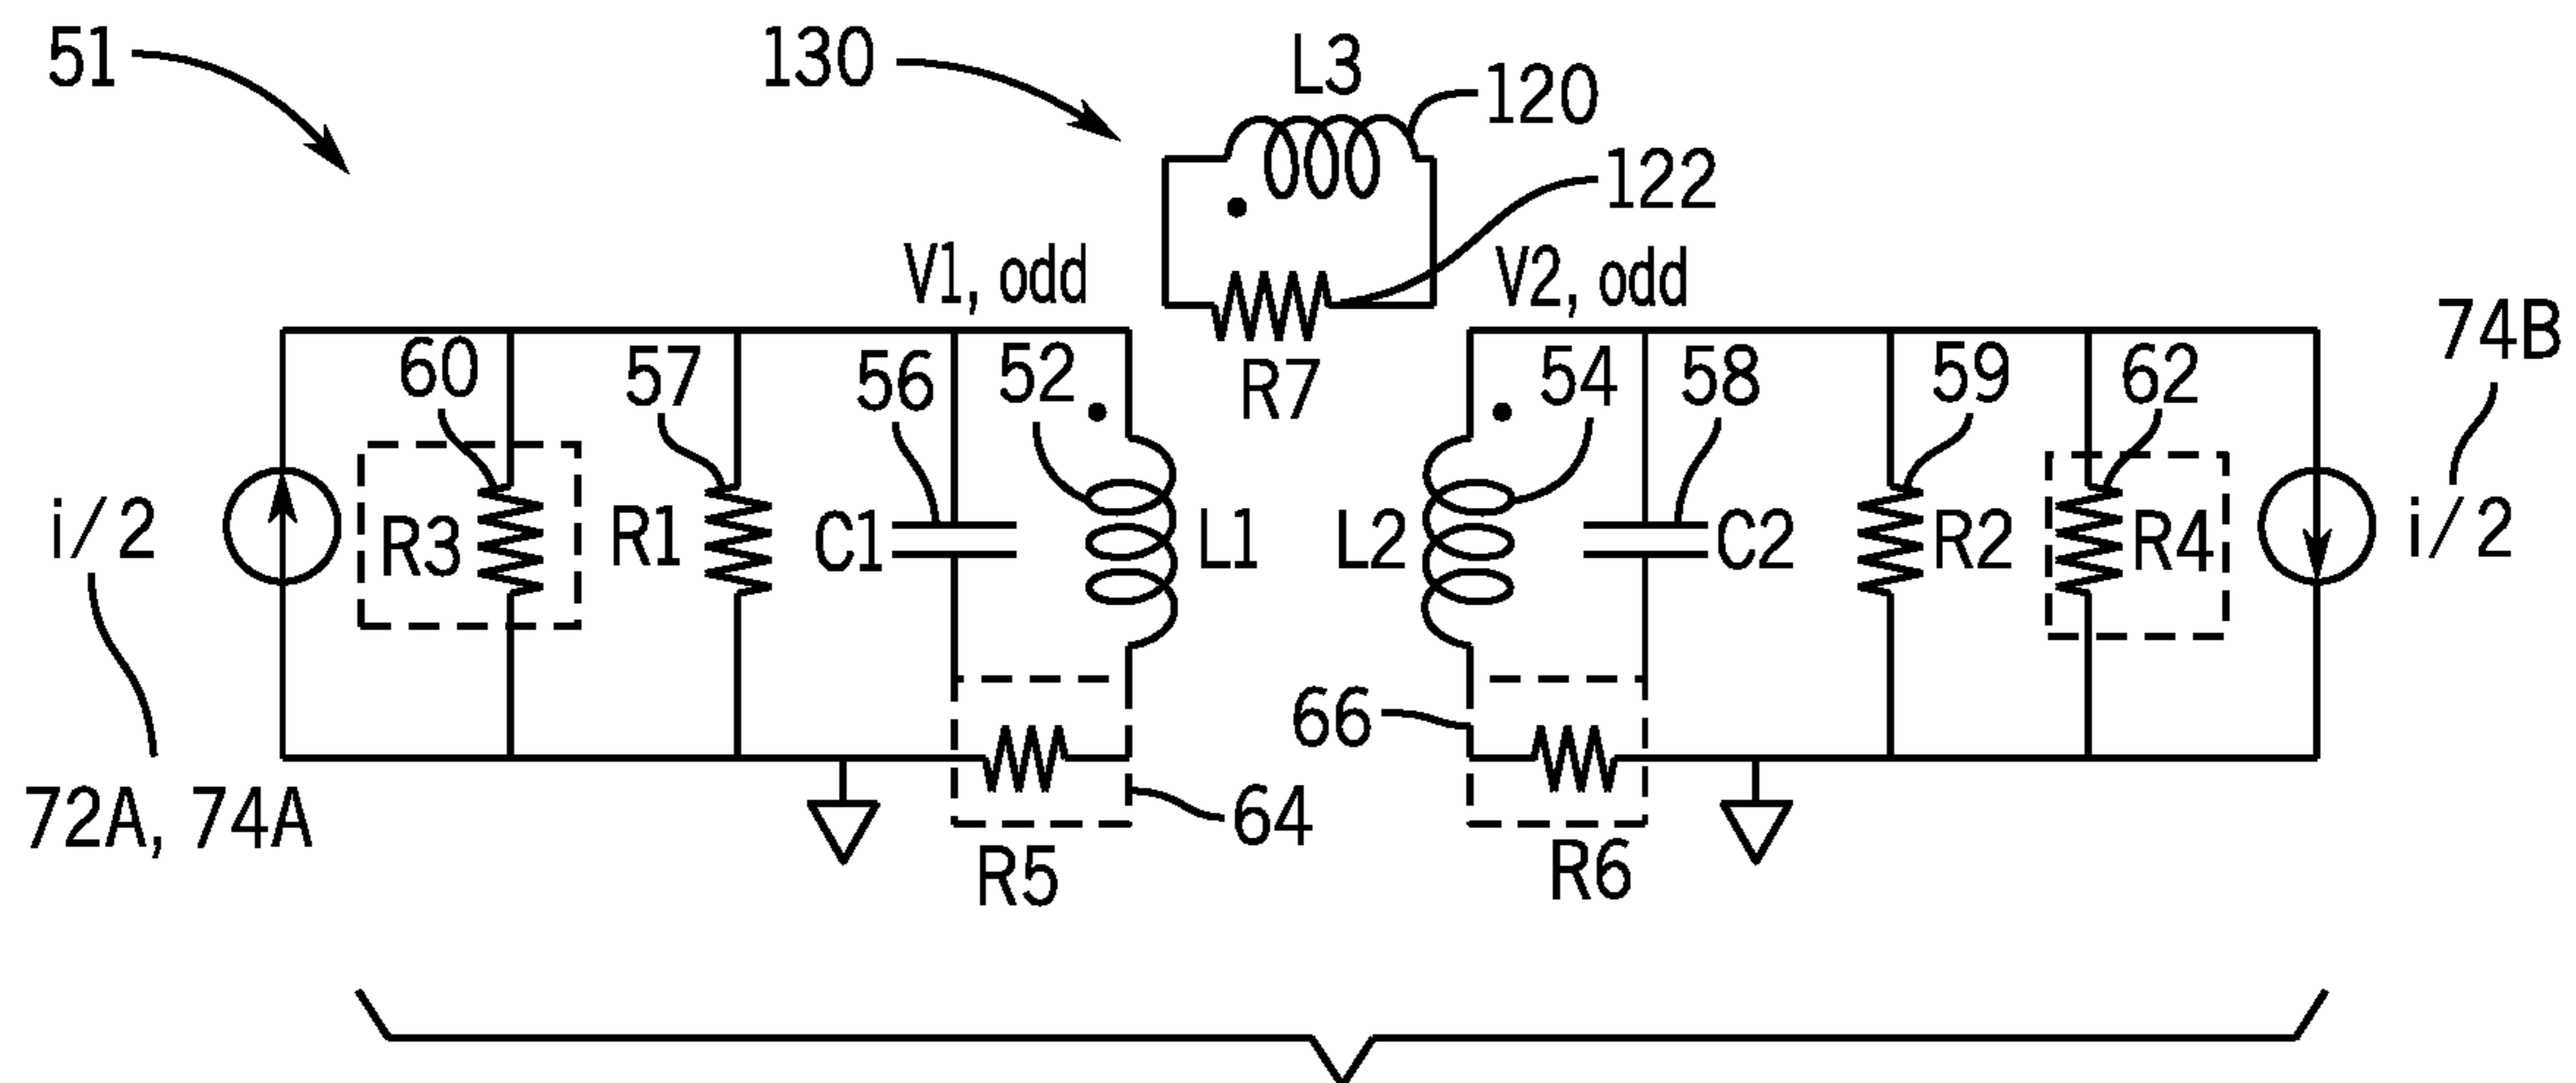 51
130
L3
120
122
V1, odd
V2, odd
74B
60
57
56
52
R7
54
58
59
62
i/2
R3
R1
C1
L1
L2
C2
R2
R4
i/2
66
72A, 74A
64
R5
R6